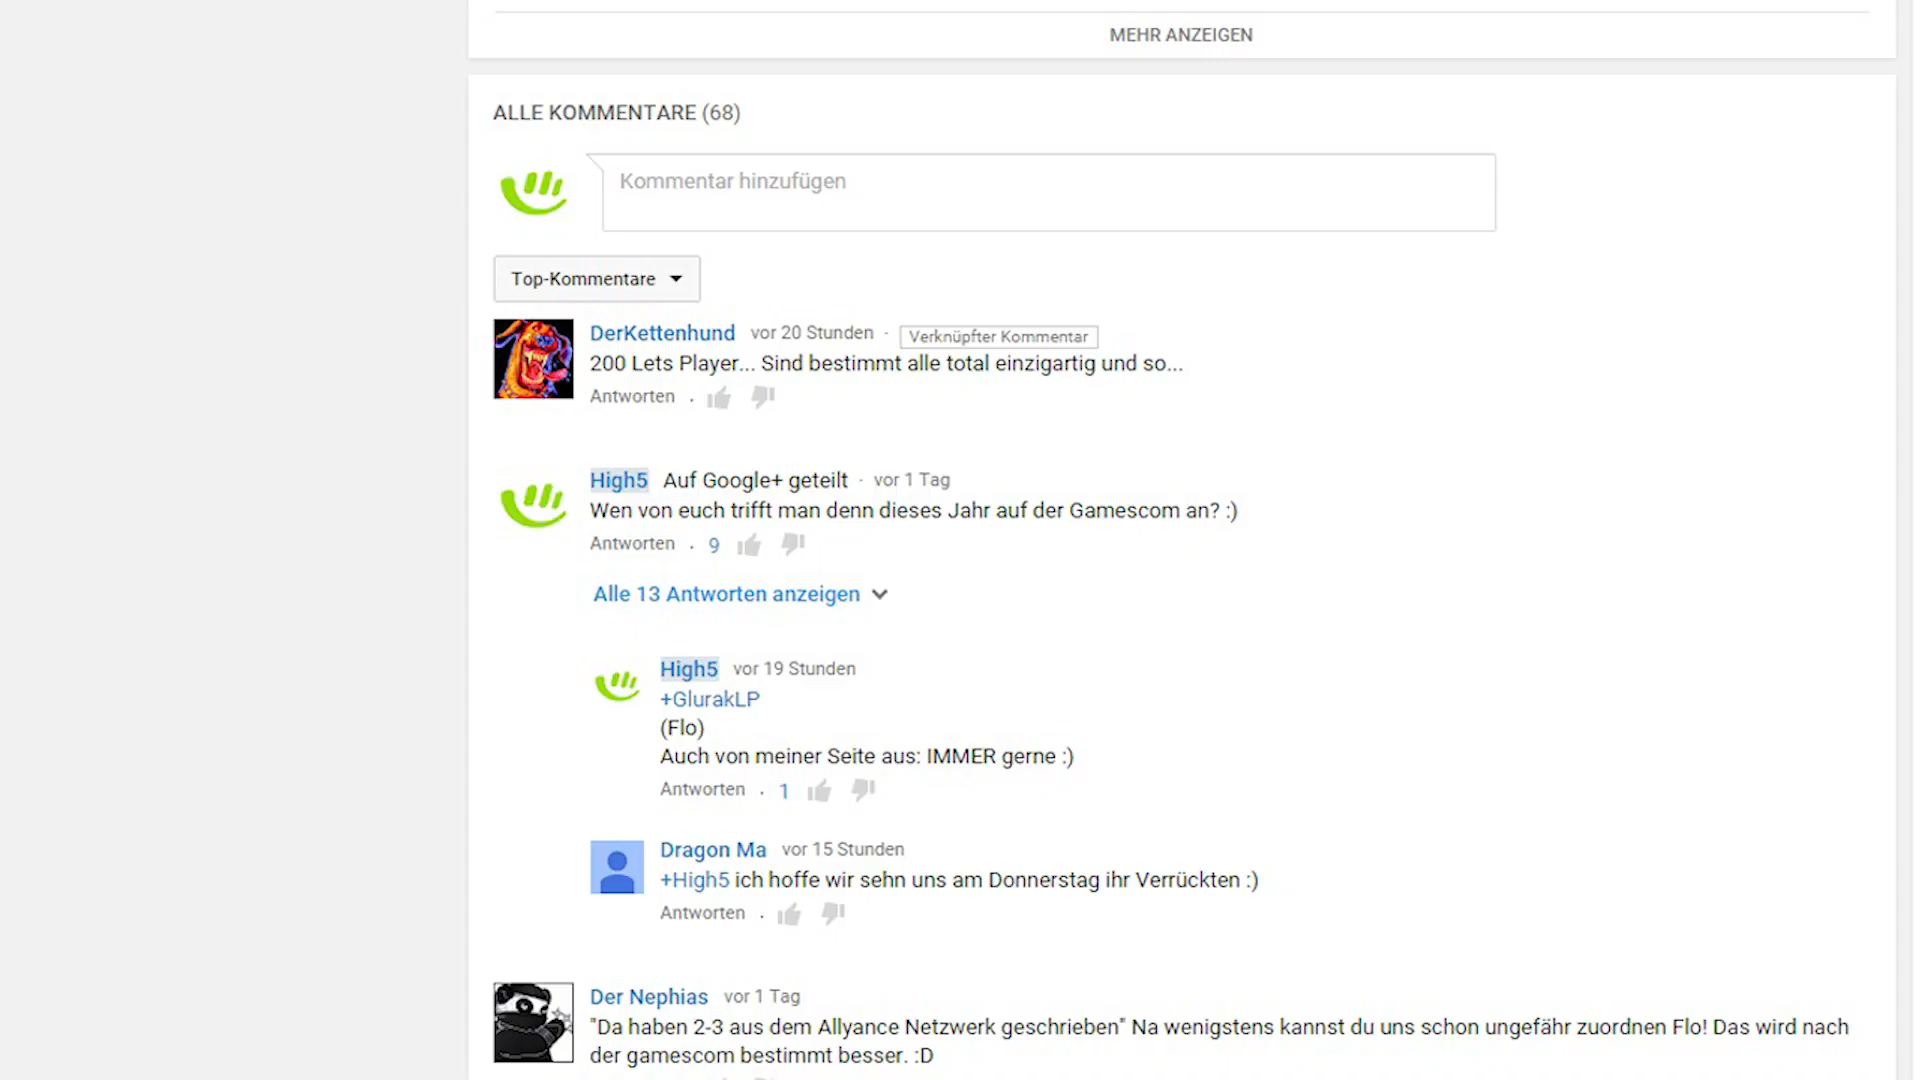 MEHR ANZEIGEN
ALLE KOMMENTARE (68)
Kommentar hinzufügen
Top-Kommentare
DerKettenhund vor 20 Stunden · Verknüpfter Kommentar
200 Lets Player... Sind bestimmt alle total einzigartig und so...
Antworten .
High5 Auf Google+ geteilt · vor 1 Tag
Wen von euch trifft man denn dieses Jahr auf der Gamescom an? :)
Antworten . 9
Alle 13 Antworten anzeigen
High5 vor 19 Stunden
+GlurakLP
(Flo)
Auch von meiner Seite aus: IMMER gerne :)
Antworten . 1
Dragon Ma vor 15 Stunden
+High5 ich hoffe wir sehn uns am Donnerstag ihr Verrückten :)
Antworten .
Der Nephias vor 1 Tag
"Da haben 2-3 aus dem Allyance Netzwerk geschrieben" Na wenigstens kannst du uns schon ungefähr zuordnen Flo! Das wird nach
der gamescom bestimmt besser. :D